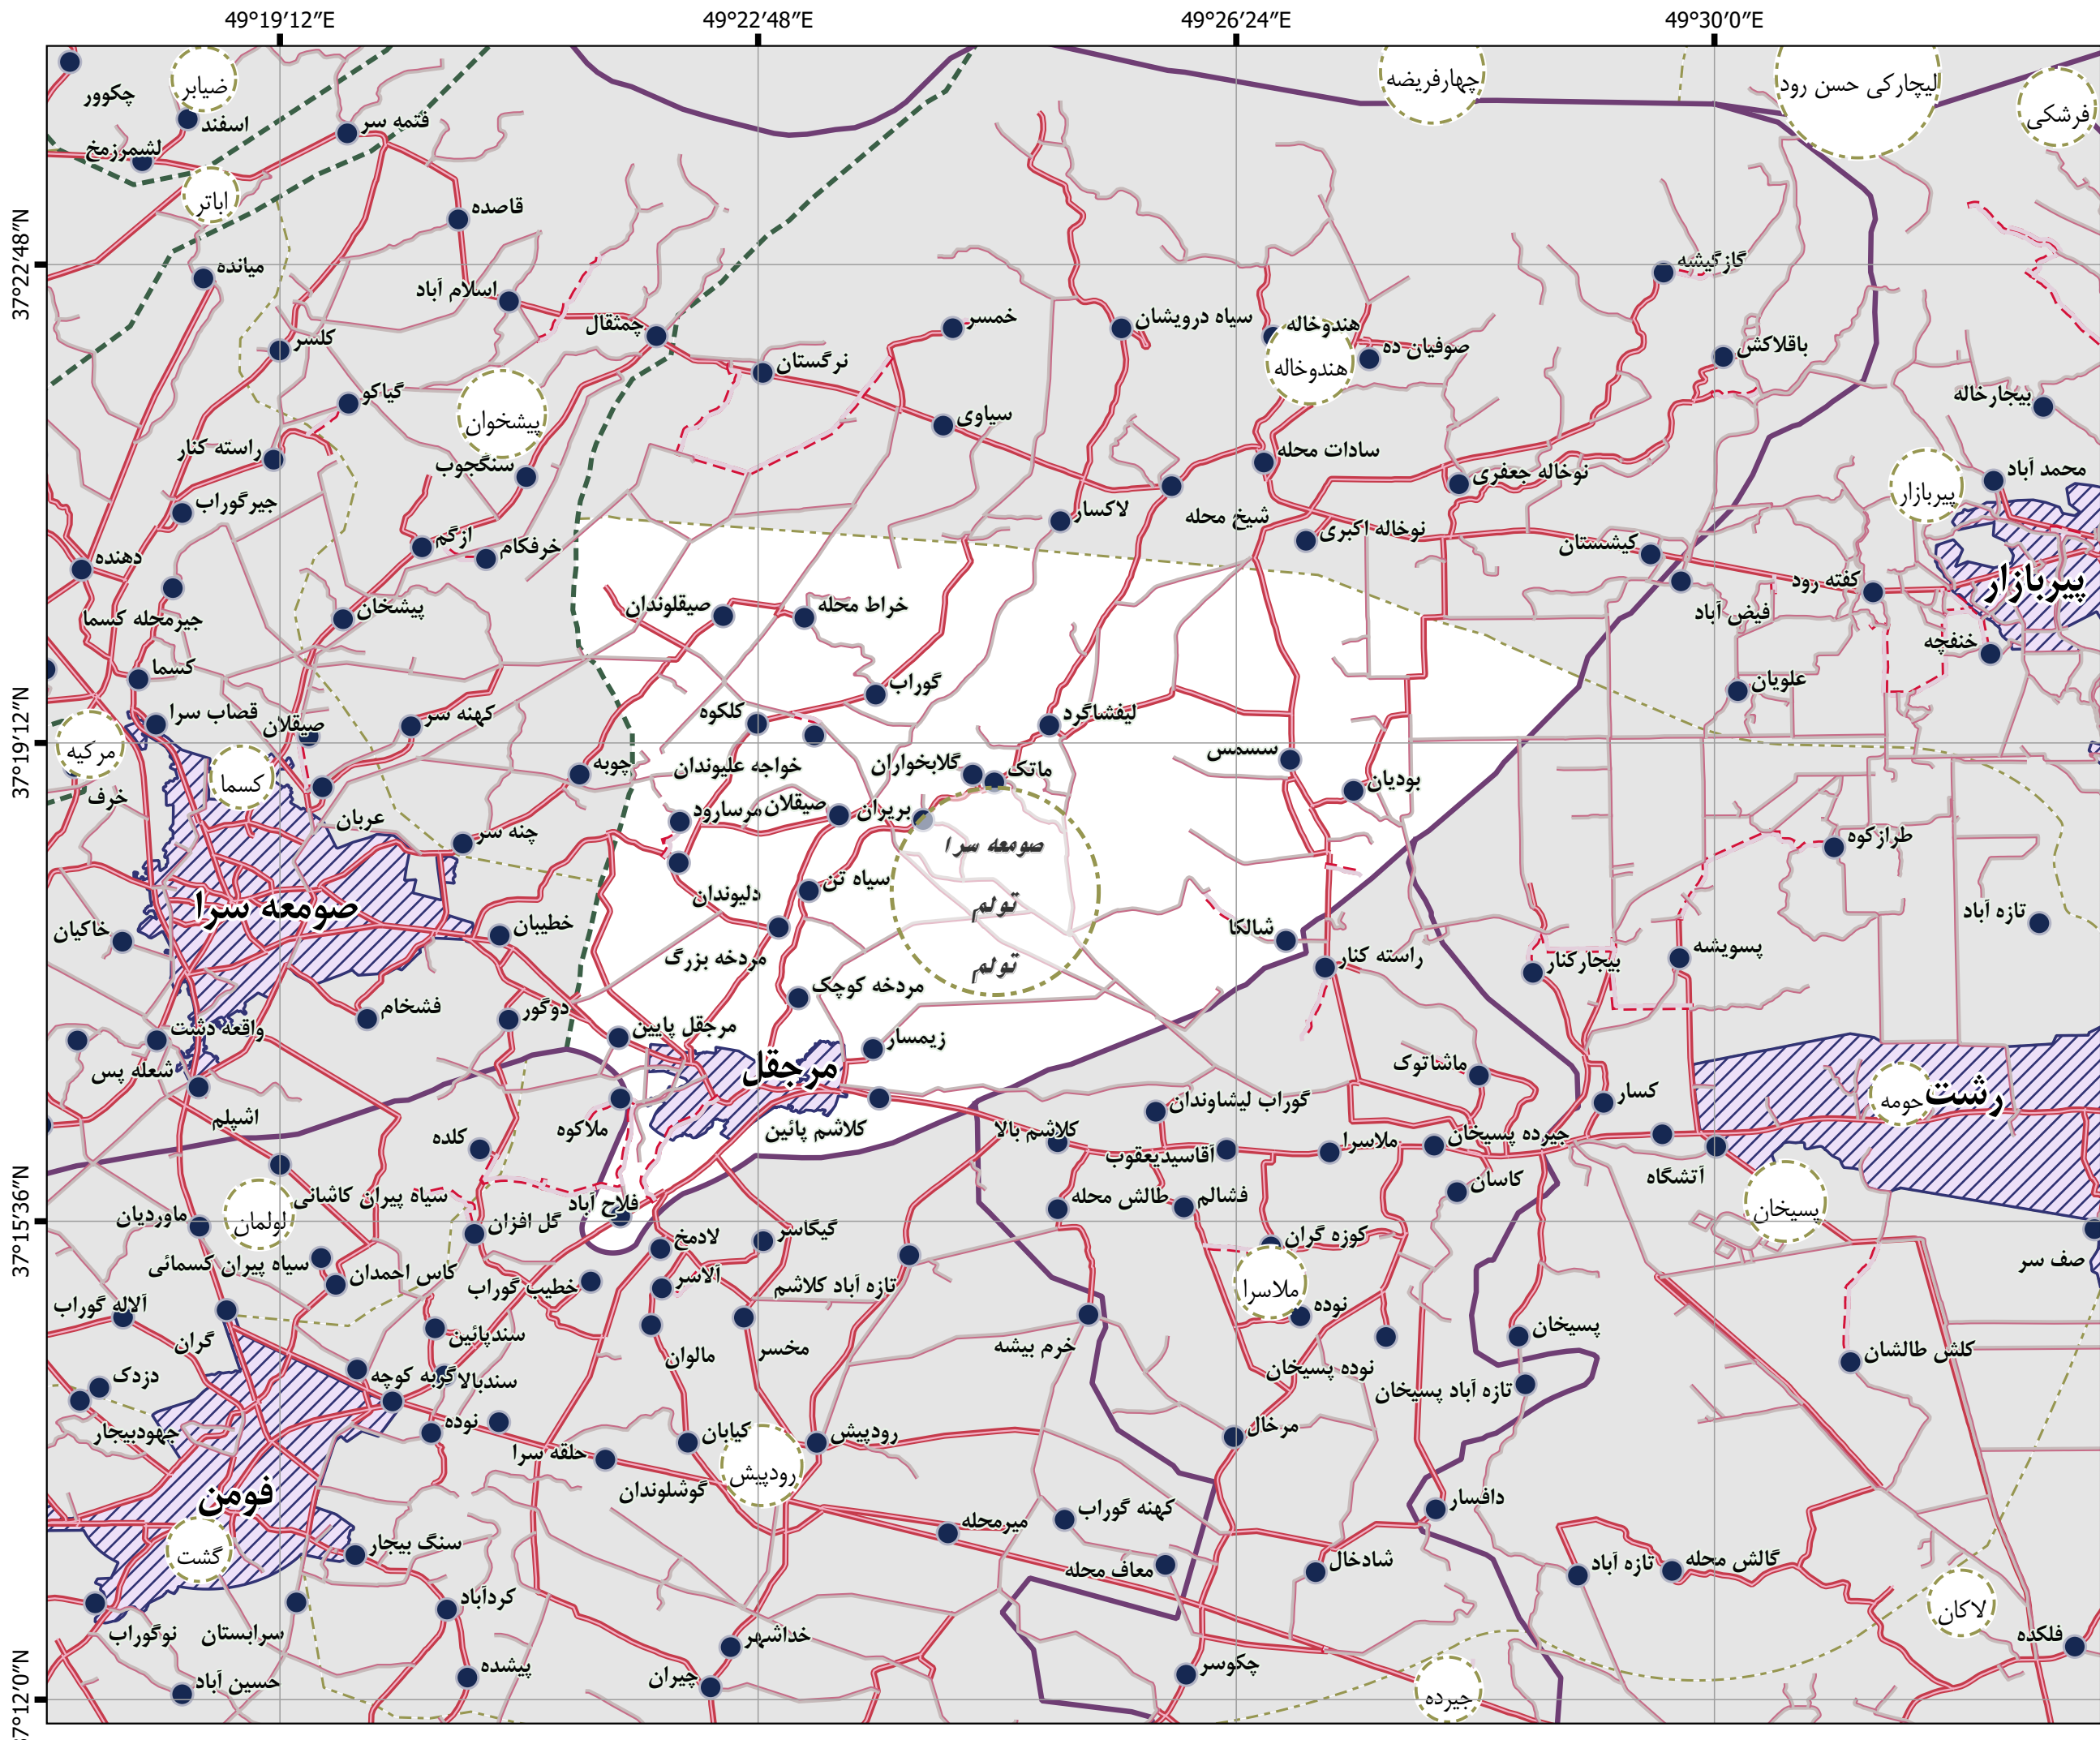 49°19′12″E
49°22′48″E
49°26′24″E
49°30′0″E
37°22′48″N
37°19′12″N
37°15′36″N
37°12′0″N
چکوور
ضیابر
اسفند
لشمرزمخ
فتمه سر
اباتر
قاصده
میانده
اسلام آباد
چمثقال
کلسر
گیاکو
پیشخوان
نرگستان
خمسر
سیاه درویشان
هندوخاله
هندوخاله
صوفیان ده
چهارفریضه
لیچارکی حسن رود
فرشکی
گازگیشه
باقلاکش
بیجارخاله
محمد آباد
پیربازار
پیربازار
راسته کنار
سنگجوب
سیاوی
سادات محله
نوخاله جعفری
جیرگوراب
ازگم
خرفکام
لاکسار
شیخ محله
نوخاله اکبری
کیشستان
دهنده
کفته رود
فیض آباد
خنفچه
جیرمحله کسما
پیشخان
صیقلوندان
خراط محله
کسما
گوراب
علویان
قصاب سرا
صیقلان
کهنه سر
کلکوه
لیفشاگرد
مرکیه
کسما
خرف
چوبه
خواجه علیوندان
گلابخواران
ماتک
سسمس
بودیان
عربان
چنه سر
مرسارود
صیقلان
بریران
صومعه سرا
تولم
تولم
طرازکوه
صومعه سرا
خاکیان
خطیبان
دلیوندان
سیاه تن
شالکا
راسته کنار
بیجارکنار
پسویشه
تازه آباد
مردخه بزرگ
مردخه کوچک
فشخام
دوگور
واقعه دشت
شعله پس
مرجقل پایین
مرجقل
زیمسار
ماشاتوک
کسار
حومه
رشت
اشپلم
ملاکوه
کلاشم پائین
گوراب لیشاوندان
کلاشم بالا
آقاسیدیعقوب
ملاسرا
جیرده پسیخان
آتشگاه
کلده
سیاه پیران کاشانی
لولمان
ماوردیان
گل افزان
فلاح آباد
طالش محله
فشالم
کاسان
پسیخان
لادمخ
گیگاسر
کوزه گران
صف سر
سیاه پیران کسمائی
کاس احمدان
خطیب گوراب
آلاسر
تازه آباد کلاشم
ملاسرا
نوده
آلاله گوراب
گران
سندپائین
مالوان
مخسر
خرم بیشه
نوده پسیخان
پسیخان
تازه آباد پسیخان
کلش طالشان
دزدک
گربه کوچه
سندبالا
جهودبیجار
نوده
حلقه سرا
کیابان
رودپیش
رودپیش
مرخال
فومن
گوشلوندان
میرمحله
کهنه گوراب
دافسار
گشت
سنگ بیجار
معاف محله
شادخال
تازه آباد
گالش محله
نوگوراب
سرابستان
کردآباد
خداشهر
لاکان
فلکده
حسین آباد
پیشده
چیران
چکوسر
جیرده